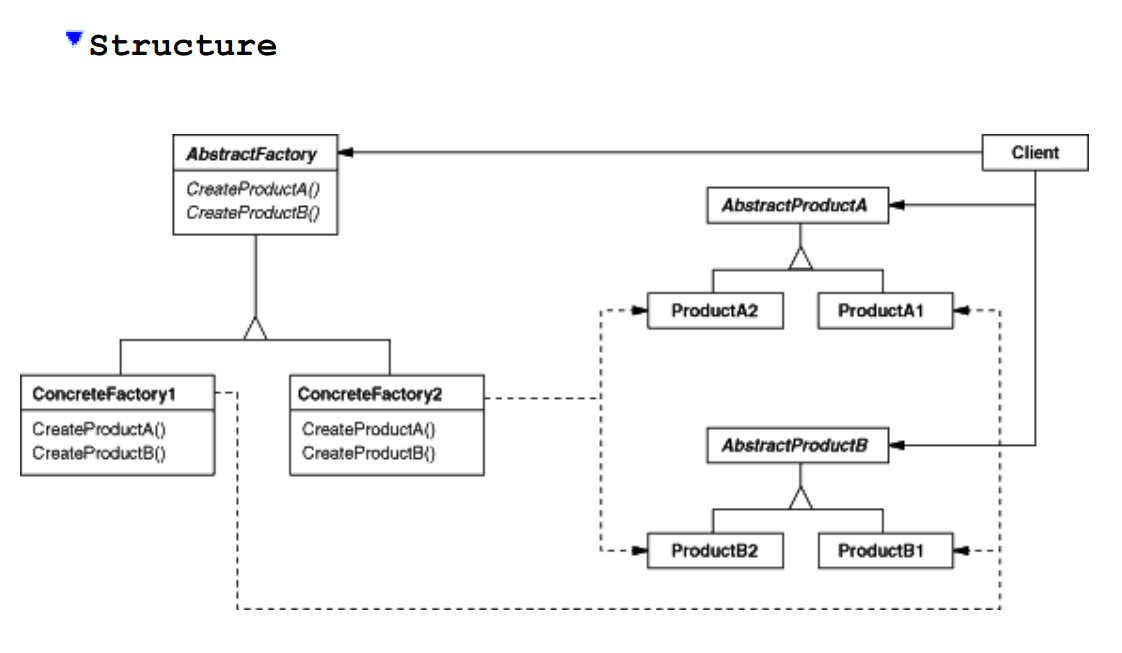 Structure
AbstractFactory
CreateProductA()
CreateProductB()
Client
AbstractProductA
ProductA2
ProductA1
ConcreteFactory1
CreateProductA()
CreateProductB()
ConcreteFactory2
CreateProductA()
CreateProductB()
AbstractProductB
ProductB2
ProductB1